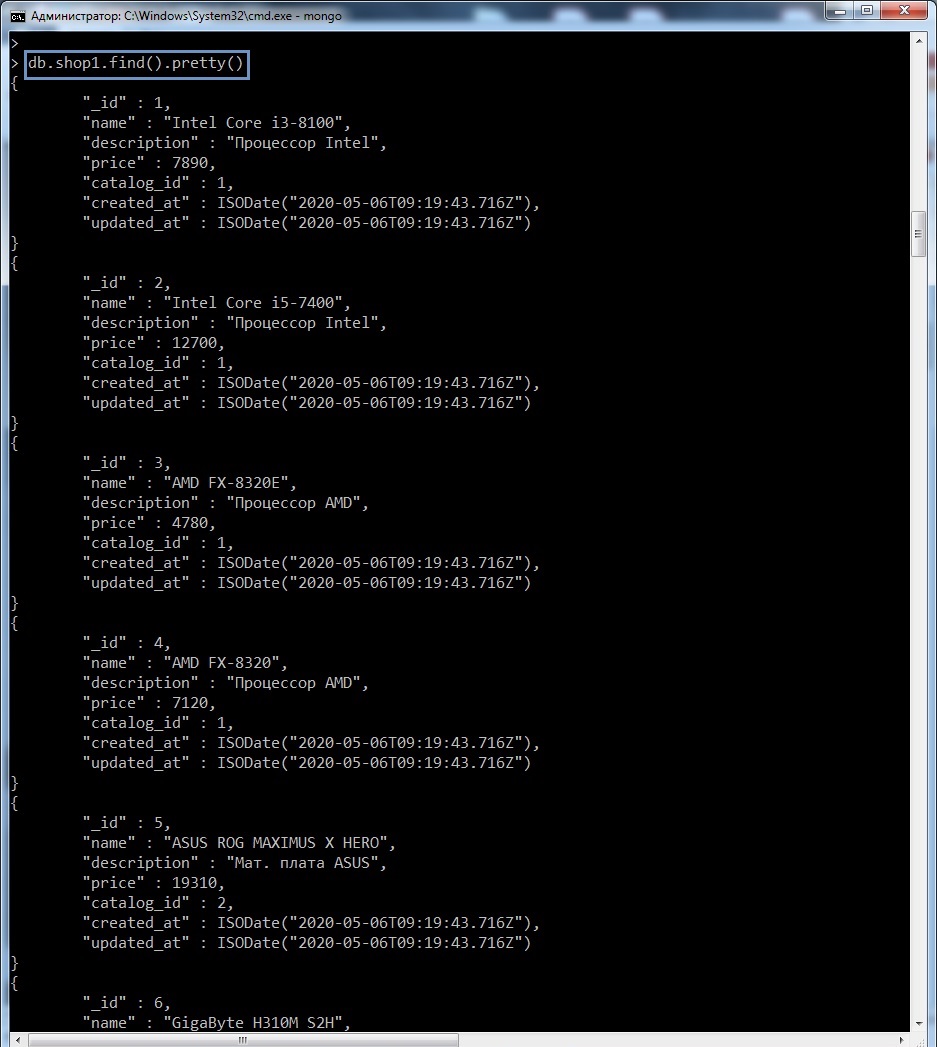 Администратор: C:\Windows\System32\cmd.exe - mongo
>
> db.shop1.find().pretty()
{
"_id" : 1,
"name" : "Intel Core i3-8100",
"description" : "Процессор Intel",
"price" : 7890,
"catalog_id" : 1,
"created_at" : ISODate("2020-05-06T09:19:43.716Z"),
"updated_at" : ISODate("2020-05-06T09:19:43.716Z")
}
{
"_id" : 2,
"name" : "Intel Core i5-7400",
"description" : "Процессор Intel",
"price" : 12700,
"catalog_id" : 1,
"created_at" : ISODate("2020-05-06T09:19:43.716Z"),
"updated_at" : ISODate("2020-05-06T09:19:43.716Z")
}
{
"_id" : 3,
"name" : "AMD FX-8320E",
"description" : "Процессор AMD",
"price" : 4780,
"catalog_id" : 1,
"created_at" : ISODate("2020-05-06T09:19:43.716Z"),
"updated_at" : ISODate("2020-05-06T09:19:43.716Z")
}
{
"_id" : 4,
"name" : "AMD FX-8320",
"description" : "Процессор AMD",
"price" : 7120,
"catalog_id" : 1,
"created_at" : ISODate("2020-05-06T09:19:43.716Z"),
"updated_at" : ISODate("2020-05-06T09:19:43.716Z")
}
{
"_id" : 5,
"name" : "ASUS ROG MAXIMUS X HERO",
"description" : "Мат. плата ASUS",
"price" : 19310,
"catalog_id" : 2,
"created_at" : ISODate("2020-05-06T09:19:43.716Z"),
"updated_at" : ISODate("2020-05-06T09:19:43.716Z")
}
{
"_id" : 6,
"name" : "GigaByte H310M S2H",